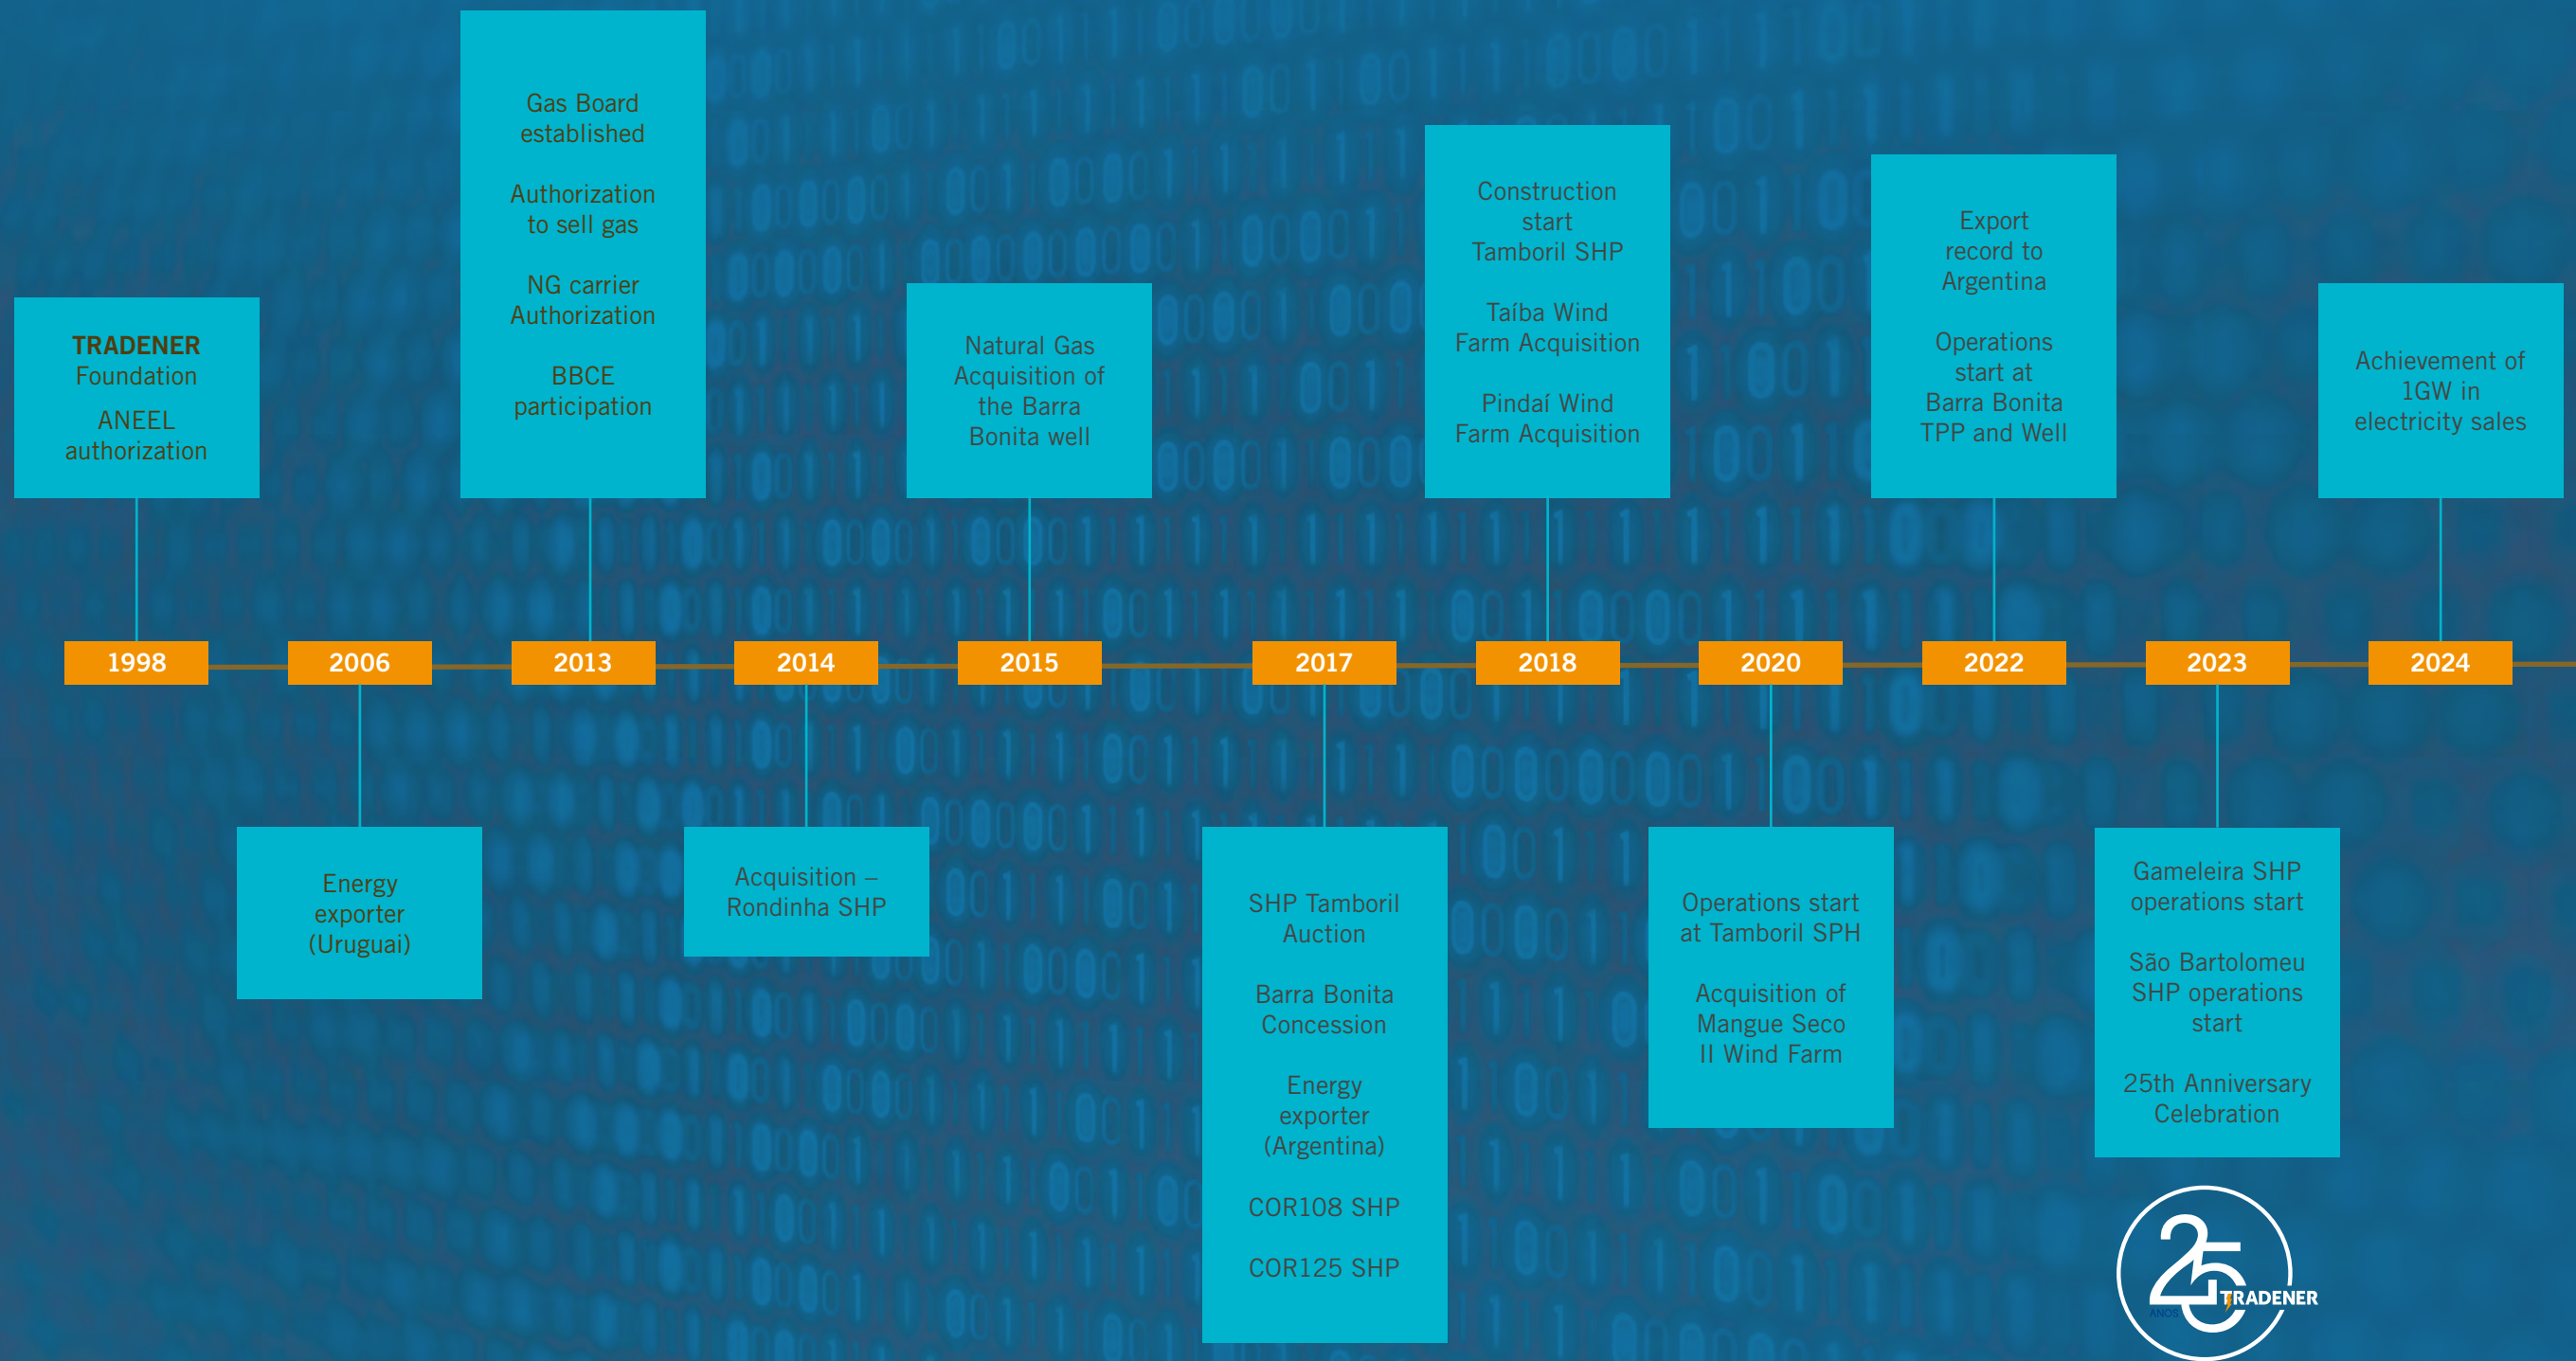 TRADENER
Foundation
ANEEL
authorization
Gas Board
established
Authorization
to sell gas
NG carrier
Authorization
BBCE
participation
Natural Gas
Acquisition of
the Barra
Bonita well
Construction
start
Tamboril SHP
Taíba Wind
Farm Acquisition
Pindaí Wind
Farm Acquisition
Export
record to
Argentina
Operations
start at
Barra Bonita
TPP and Well
Achievement of
1GW in
electricity sales
1998
2006
2013
2014
2015
2017
2018
2020
2022
2023
2024
Energy
exporter
(Uruguai)
Acquisition –
Rondinha SHP
SHP Tamboril
Auction
Barra Bonita
Concession
Energy
exporter
(Argentina)
COR108 SHP
COR125 SHP
Operations start
at Tamboril SPH
Acquisition of
Mangue Seco
II Wind Farm
Gameleira SHP
operations start
São Bartolomeu
SHP operations
start
25th Anniversary
Celebration
25
ANOS
TRADENER